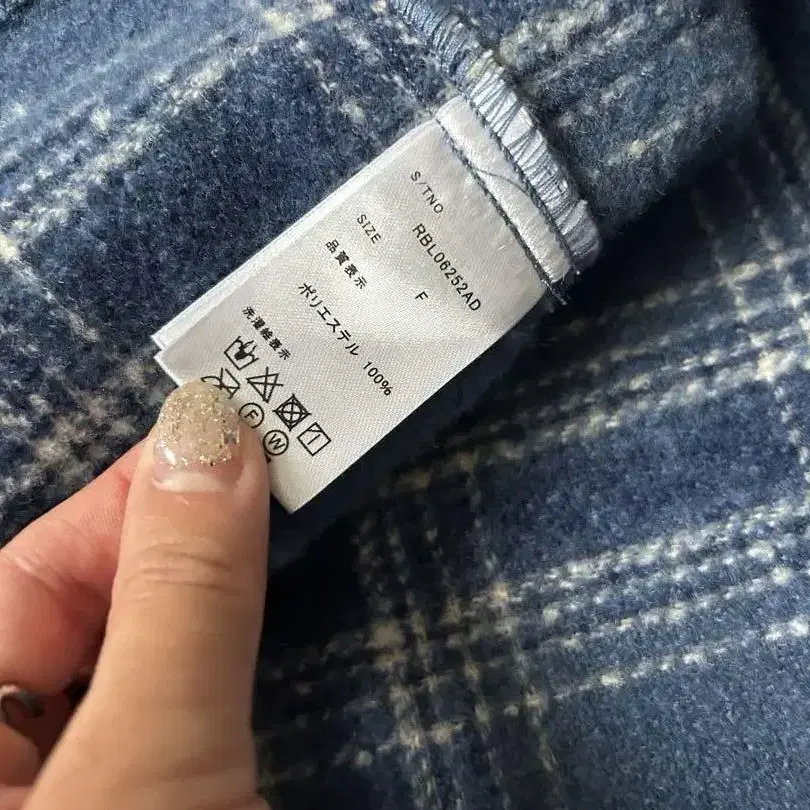 S/TNO RBL06252AD
SIZE F
品質表示
ポリエステル 100%
洗濯絵表示
F
W